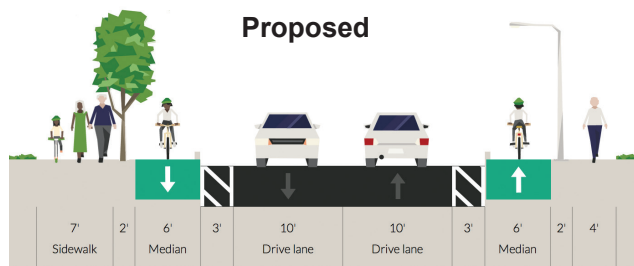 Proposed
7' 2' 6' 3' 10' 10' 3' 6' 2' 4'
Sidewalk Median Drive lane Drive lane Median